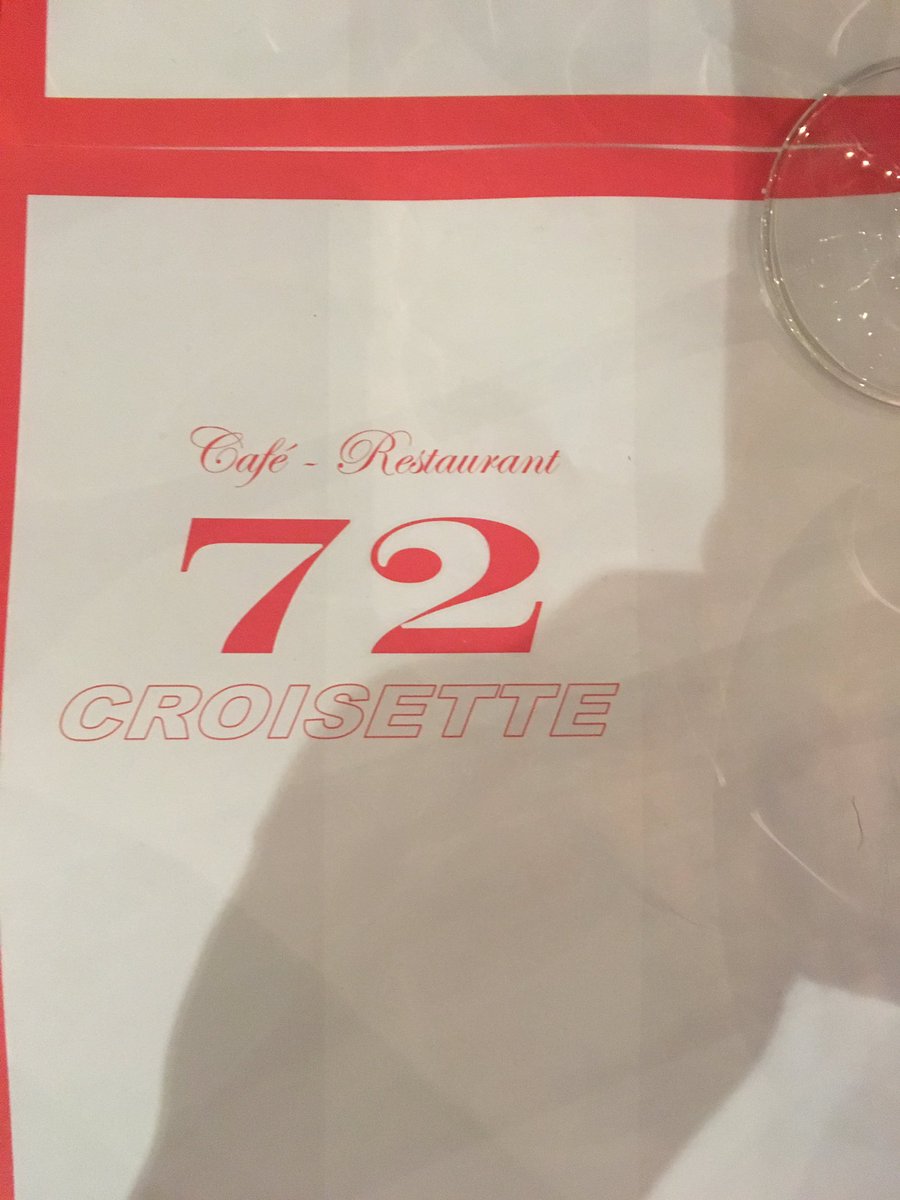 Café - Restaurant
72
CROISETTE